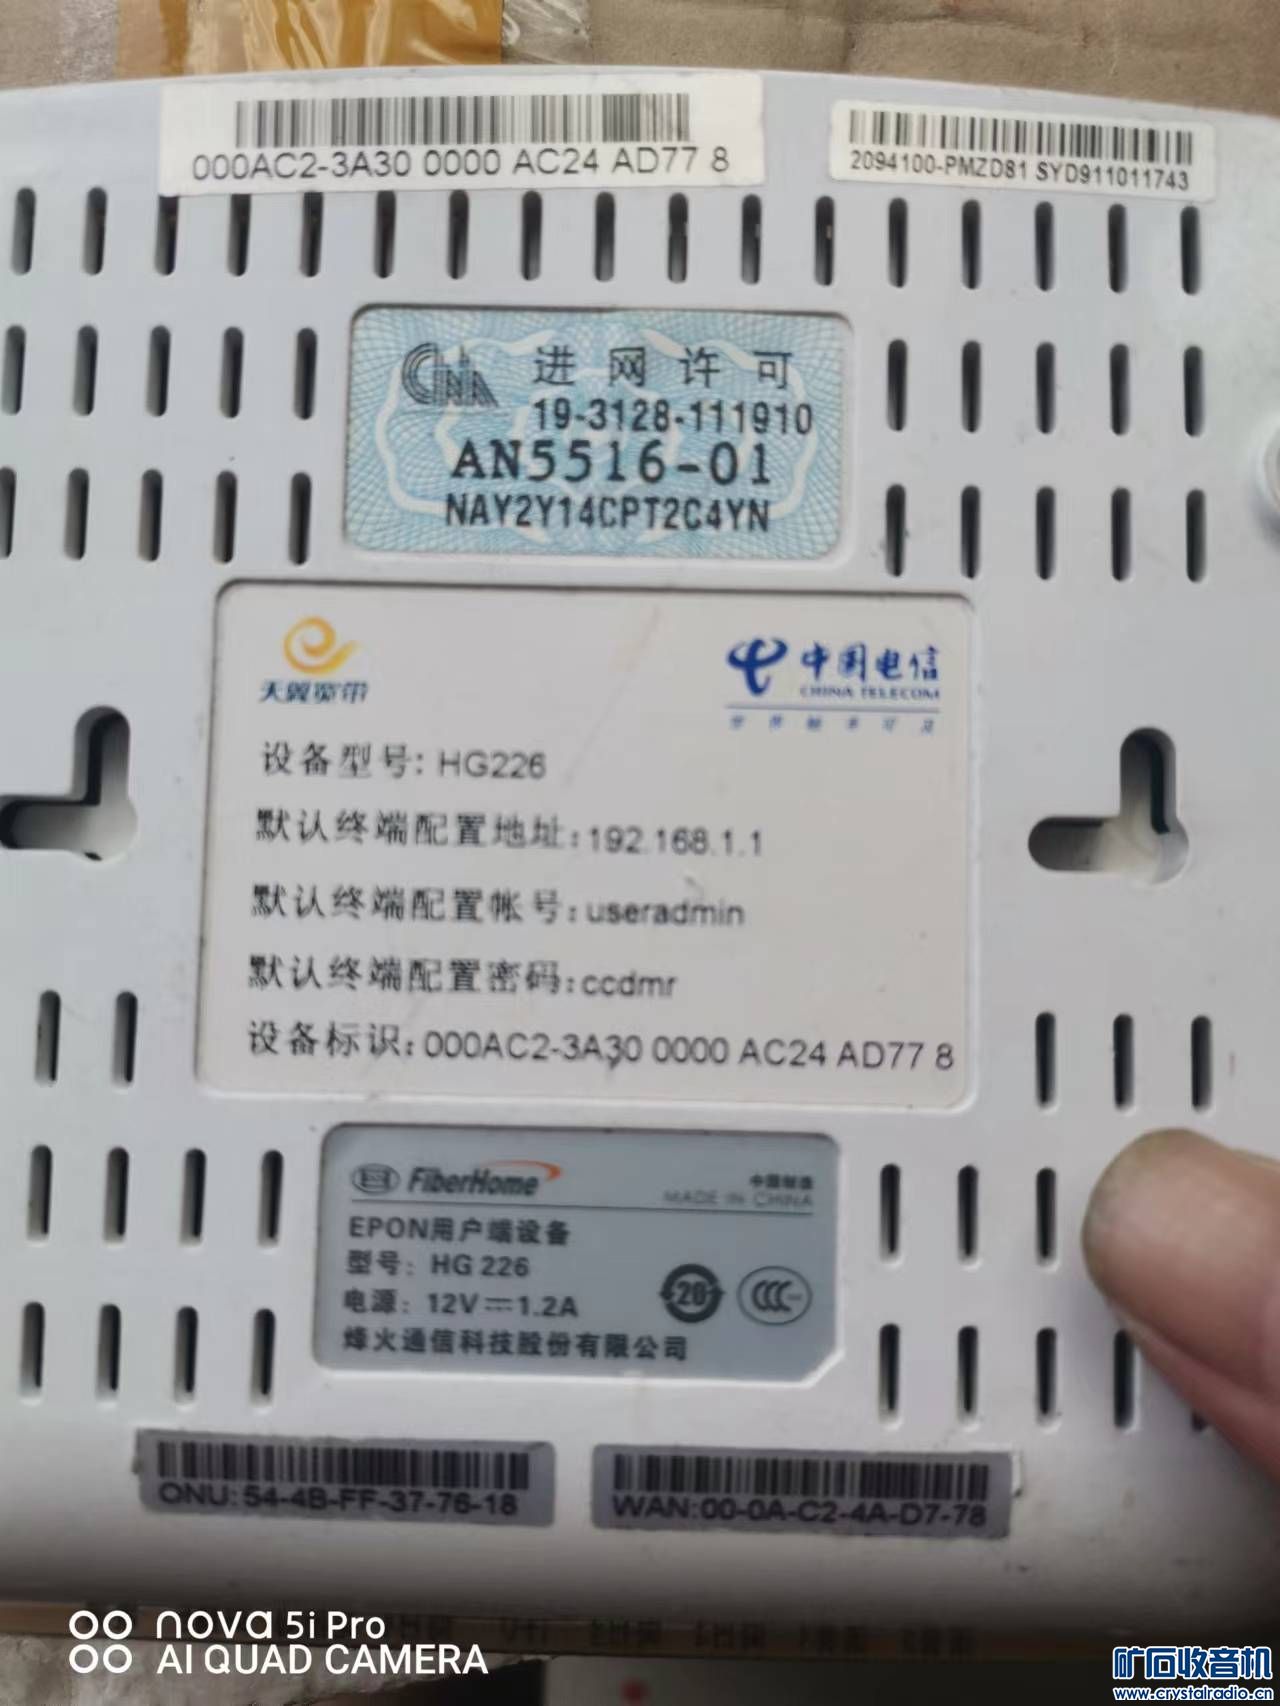 000AC2-3A30 0000 AC24 AD77 8
2094100-PMZD81 SYD911011743
进网许可
19-3128-111910
AN5516-01
NAY2Y14CPT2C4YN
天翼宽带
中国电信
CHINA TELECOM
世界触手可及
设备型号: HG226
默认终端配置地址: 192.168.1.1
默认终端配置帐号: useradmin
默认终端配置密码: ccdmr
设备标识: 000AC2-3A30 0000 AC24 AD77 8
FiberHome
中国制造
MADE IN CHINA
EPON用户端设备
型号: HG 226
电源: 12V 1.2A
20
CCC
烽火通信科技股份有限公司
ONU: 54-4B-FF-37-76-18
WAN: 00-0A-C2-4A-D7-78
nova 5i Pro
AI QUAD CAMERA
矿石收音机
www.crystalradio.cn